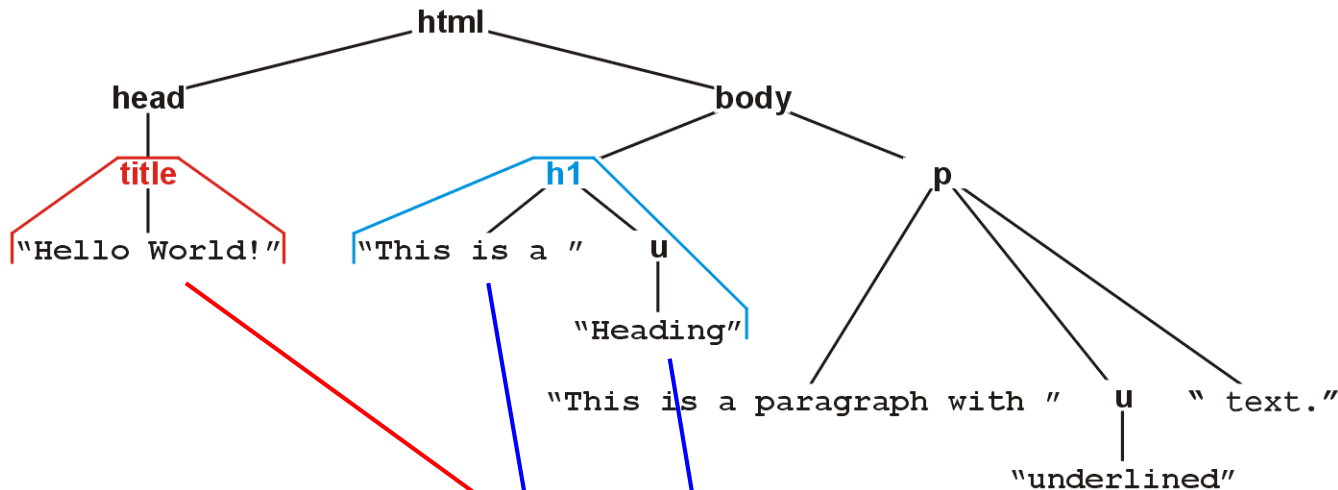 html
head body
title h1 p
“Hello World!” “This is a ” u
“Heading”
“This is a paragraph with ” u “ text.”
“underlined”